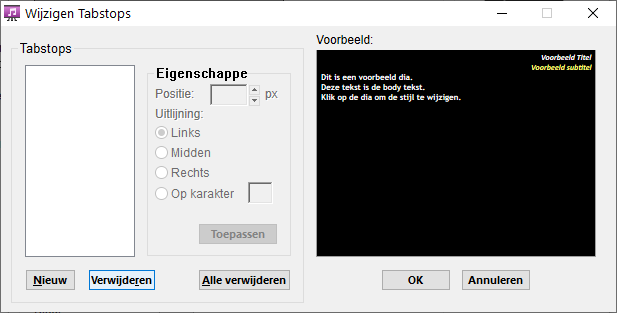 Wijzigen Tabstops
Tabstops
Eigenschappe
Positie:
px
Uitlijning:
Links
Midden
Rechts
Op karakter
Toepassen
Nieuw
Verwijderen
Alle verwijderen
Voorbeeld:
Voorbeeld Titel
Voorbeeld subtitel
Dit is een voorbeeld dia.
Deze tekst is de body tekst.
Klik op de dia om de stijl te wijzigen.
OK
Annuleren